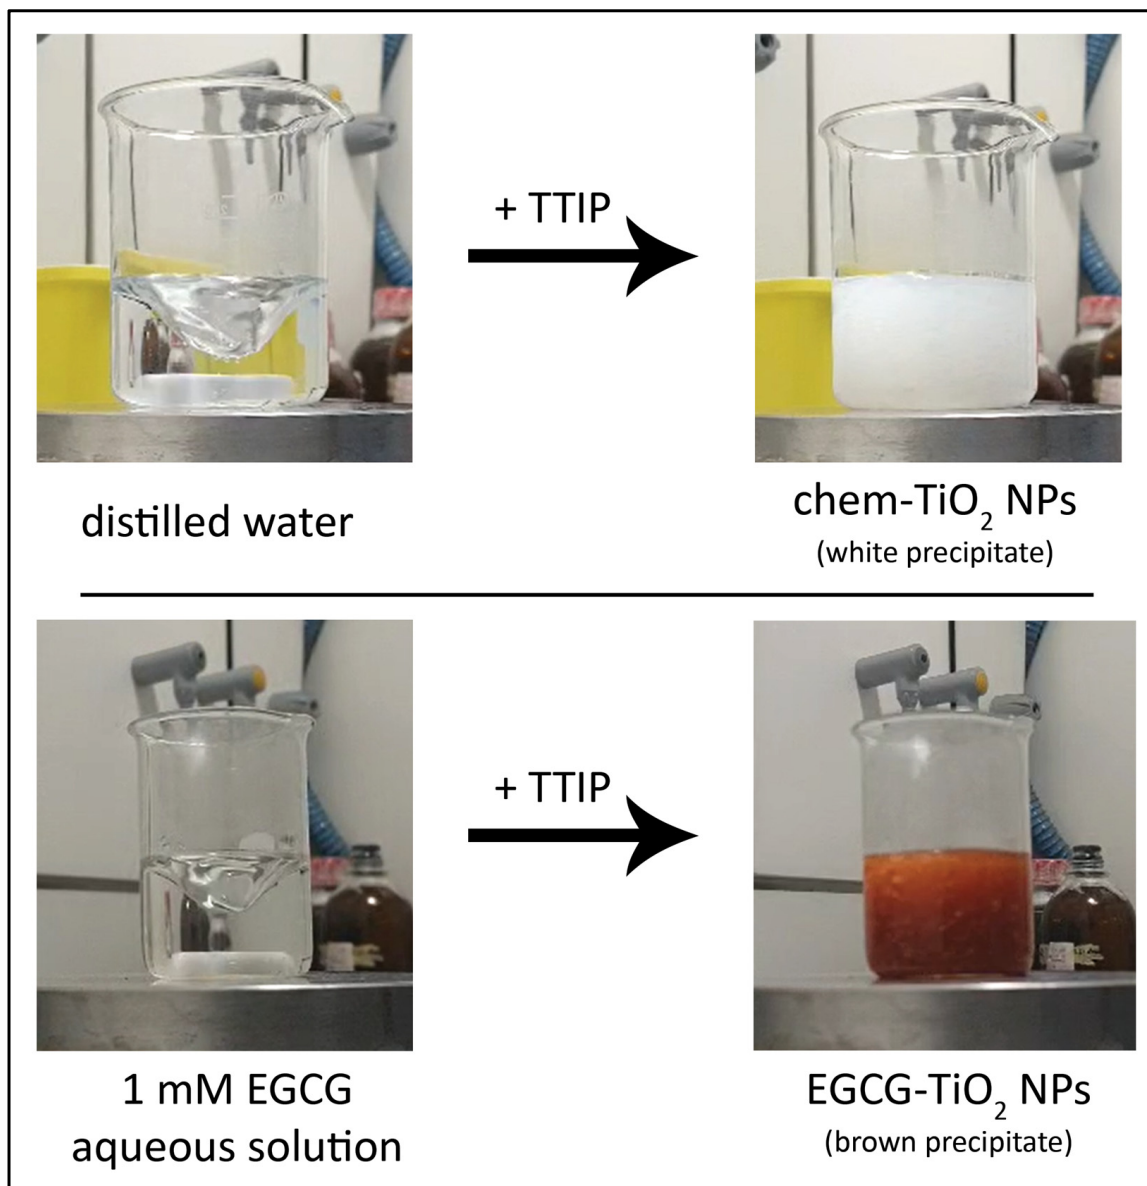 + TTIP
distilled water
chem-TiO₂ NPs
(white precipitate)
+ TTIP
1 mM EGCG
aqueous solution
EGCG-TiO₂ NPs
(brown precipitate)